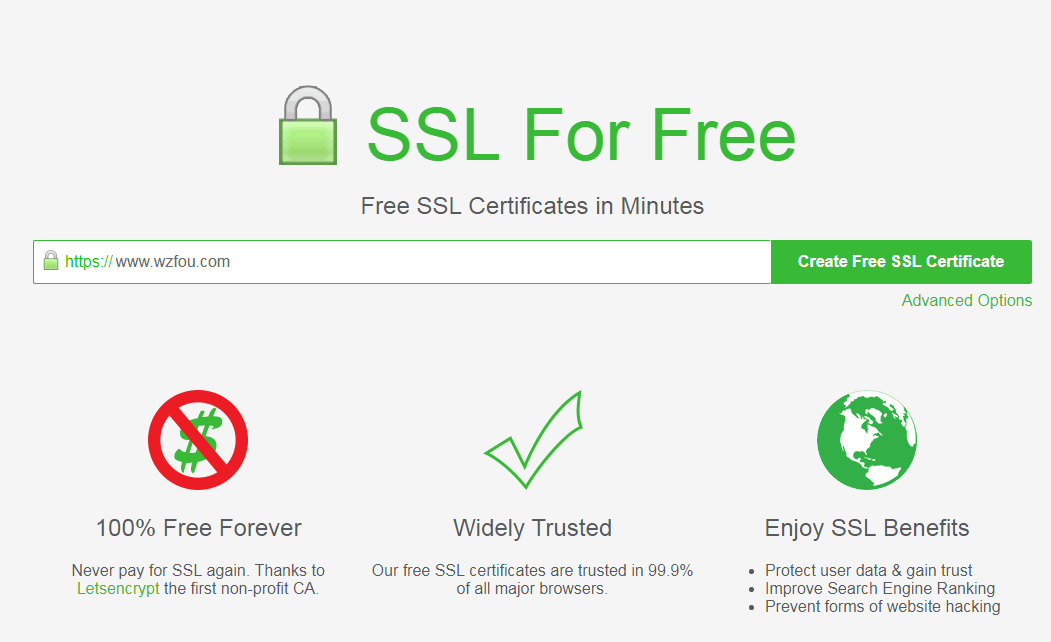 SSL For Free
Free SSL Certificates in Minutes
https:// www.wzfou.com
Create Free SSL Certificate
Advanced Options
100% Free Forever
Never pay for SSL again. Thanks to
Letsencrypt the first non-profit CA.
Widely Trusted
Our free SSL certificates are trusted in 99.9%
of all major browsers.
Enjoy SSL Benefits
• Protect user data & gain trust
• Improve Search Engine Ranking
• Prevent forms of website hacking